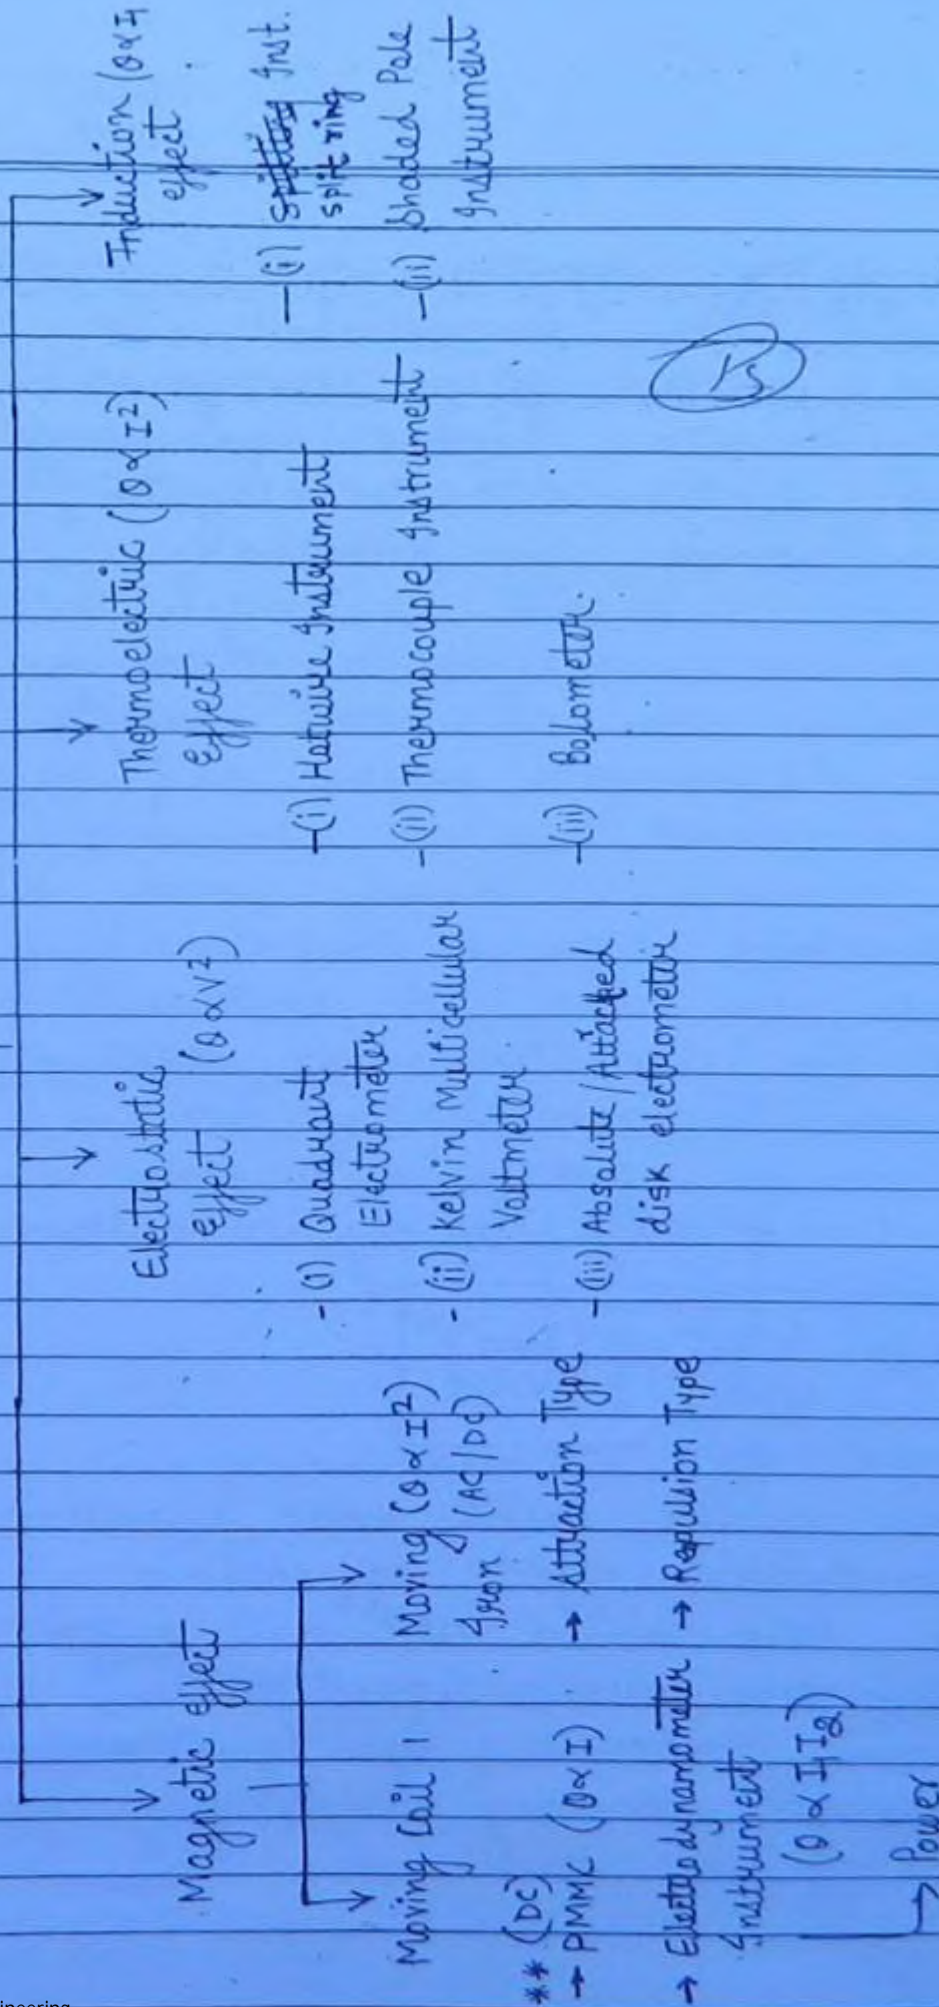 Magnetic effect
Moving Coil
** (DC)
→ PMMC (θ ∝ I)
→ Electrodynamometer
Instrument
(θ ∝ I₁I₂)
→ Power
Moving (θ ∝ I²)
Iron (AC/DC)
→ Attraction Type
→ Repulsion Type
Electrostatic
effect (θ ∝ V²)
- (i) Quadrant
Electrometer
- (ii) Kelvin Multicellular
Voltmeter
- (iii) Absolute/Attacked
disk electrometer
Thermoelectric (θ ∝ I²)
Effect
- (i) Hotwire Instrument
- (ii) Thermocouple Instrument
- (iii) Bolometer.
Induction (θ ∝ I
effect
- (i) Inst.
split ring
- (ii) Shaded Pole
Instrument
ineering